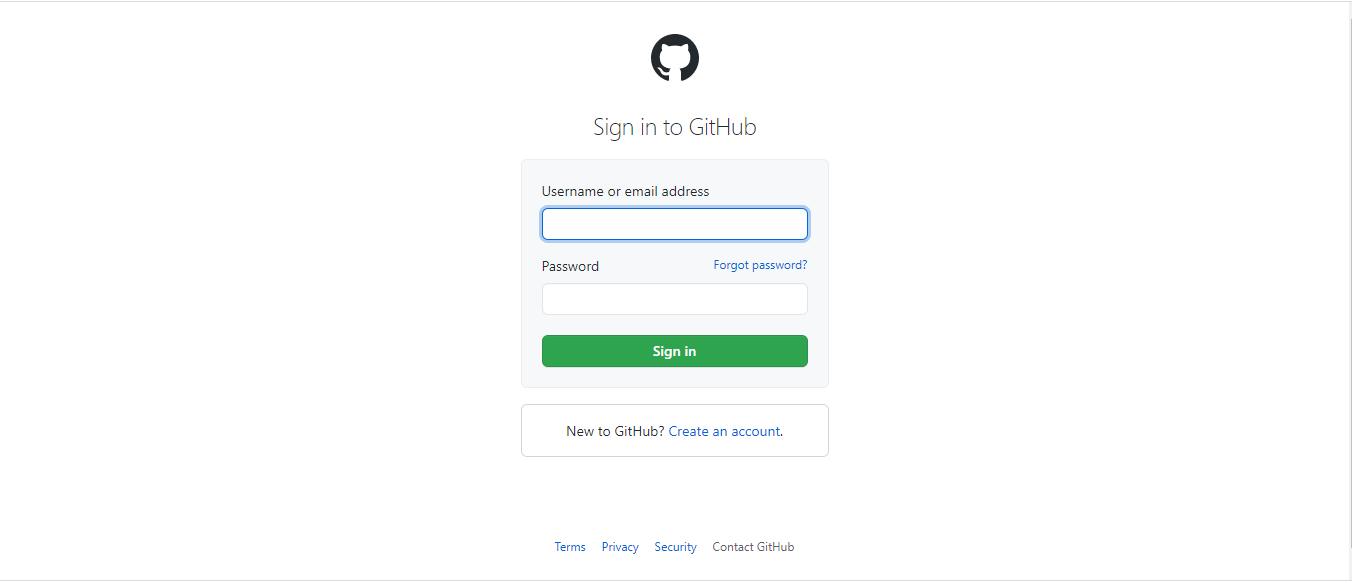 Sign in to GitHub
Username or email address
Password Forgot password?
Sign in
New to GitHub? Create an account.
Terms Privacy Security Contact GitHub